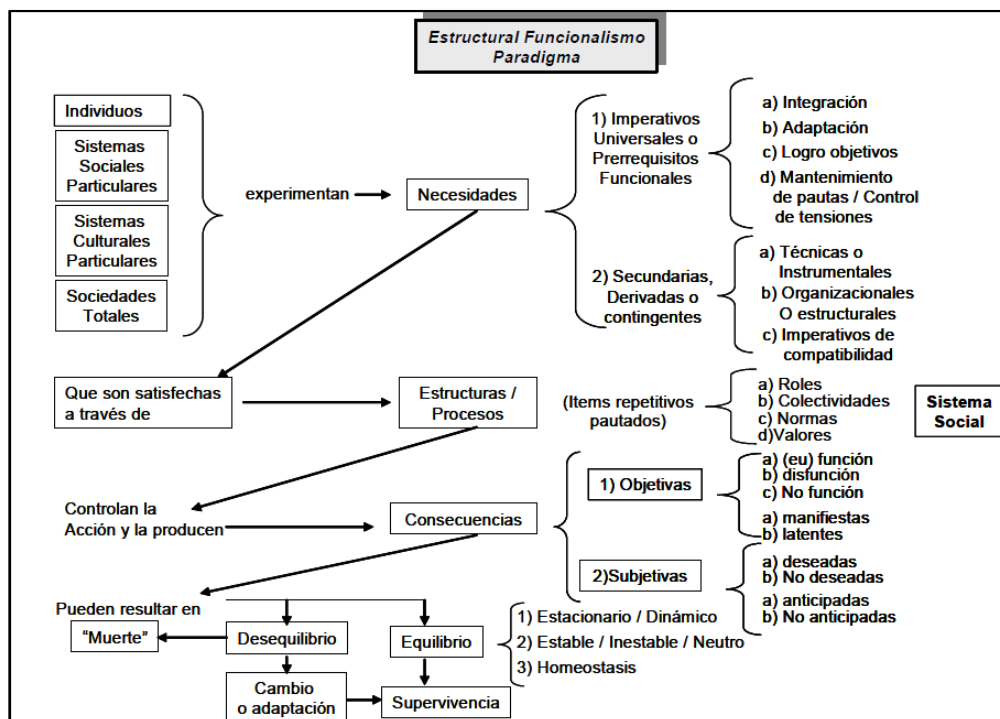 Estructural Funcionalismo
Paradigma
Individuos
Sistemas
Sociales
Particulares
Sistemas
Culturales
Particulares
Sociedades
Totales
experimentan
Necesidades
1) Imperativos
Universales o
Prerrequisitos
Funcionales
a) Integración
b) Adaptación
c) Logro objetivos
d) Mantenimiento
de pautas / Control
de tensiones
2) Secundarias,
Derivadas o
contingentes
a) Técnicas o
Instrumentales
b) Organizacionales
O estructurales
c) Imperativos de
compatibilidad
Que son satisfechas
a través de
Estructuras /
Procesos
(Items repetitivos
pautados)
a) Roles
b) Colectividades
c) Normas
d)Valores
Sistema
Social
Controlan la
Acción y la producen
Consecuencias
1) Objetivas
a) (eu) función
b) disfunción
c) No función
a) manifiestas
b) latentes
2)Subjetivas
a) deseadas
b) No deseadas
a) anticipadas
b) No anticipadas
Pueden resultar en
“Muerte”
Desequilibrio
Equilibrio
1) Estacionario / Dinámico
2) Estable / Inestable / Neutro
3) Homeostasis
Cambio
o adaptación
Supervivencia